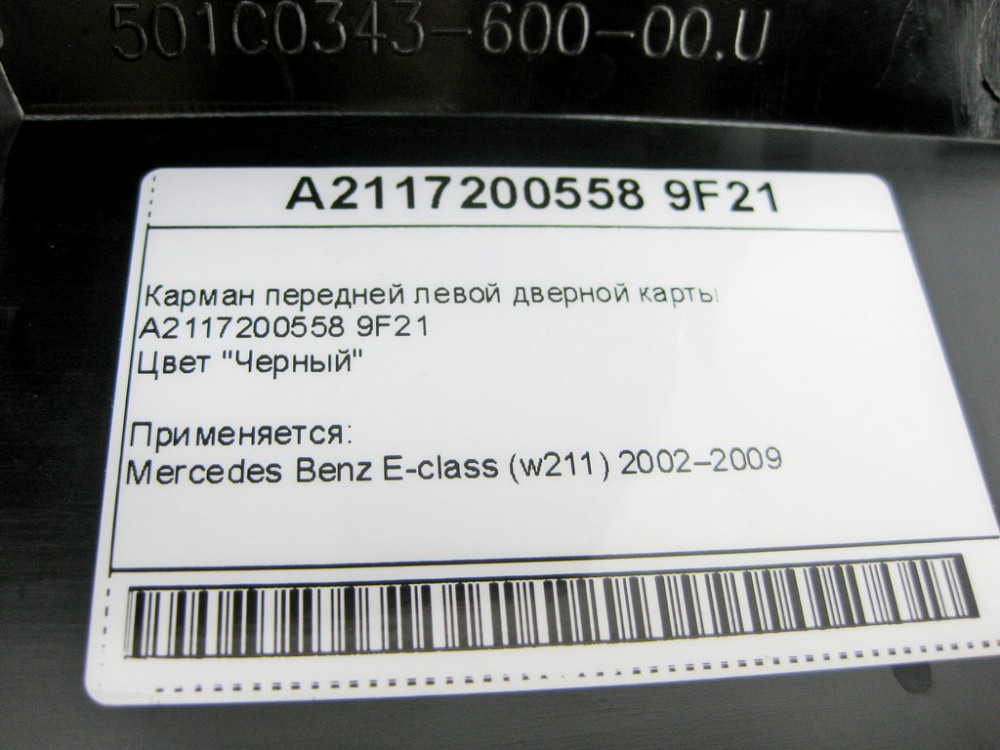 501C0343-600-00.U
A2117200558 9F21
Карман передней левой дверной карты
A2117200558 9F21
Цвет "Черный"
Применяется:
Mercedes Benz E-class (w211) 2002–2009